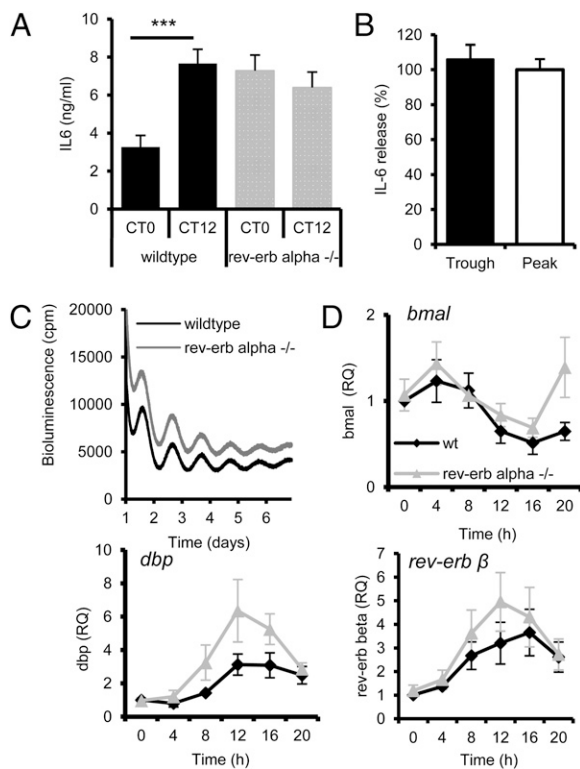 A
***
IL6 (ng/ml)
10
8
6
4
2
0
CT0 CT12 CT0 CT12
wildtype rev-erb alpha -/-
B
IL-6 release (%)
140
120
100
80
60
40
20
0
Trough Peak
C
Bioluminescence (cpm)
20000
15000
10000
5000
0
wildtype
rev-erb alpha -/-
1 2 3 4 5 6
Time (days)
D
bmal
bmal (RQ)
2
1
0
wt
rev-erb alpha -/-
0 4 8 12 16 20
Time (h)
dbp
dbp (RQ)
10
8
6
4
2
0
0 4 8 12 16 20
Time (h)
rev-erb β
rev-erb beta (RQ)
7
6
5
4
3
2
1
0
0 4 8 12 16 20
Time (h)